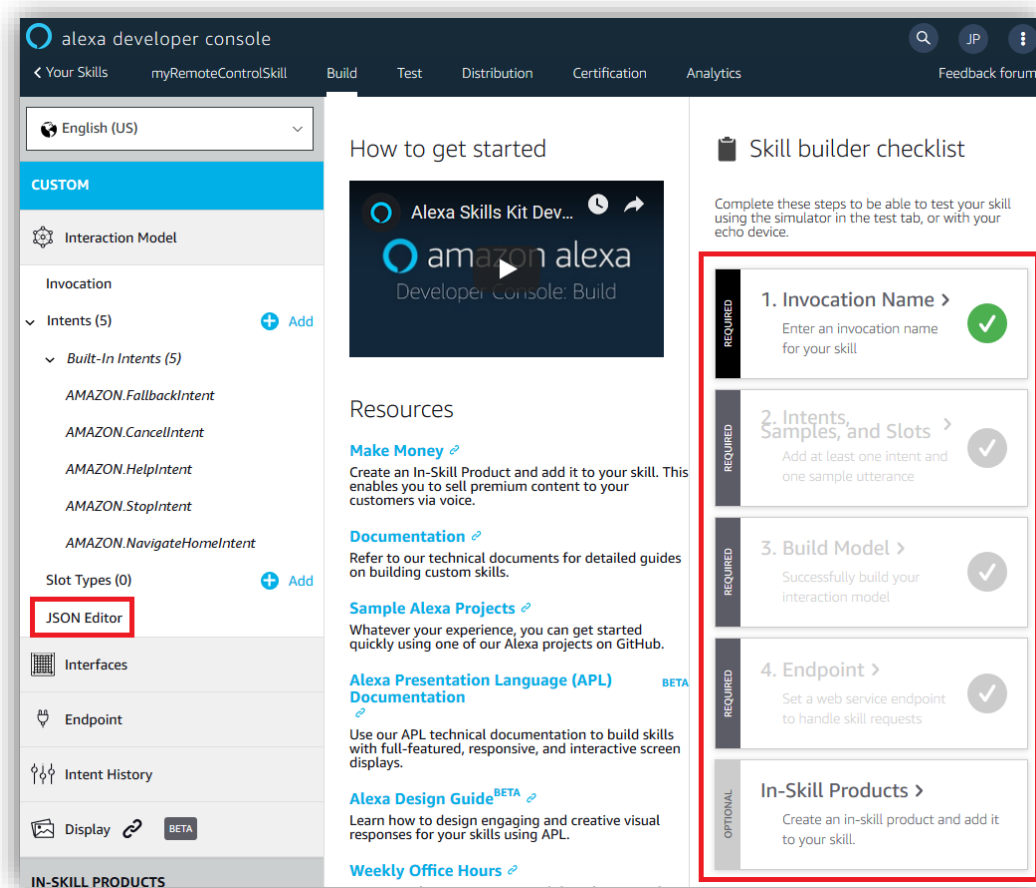 alexa developer console
JP
Your Skills
myRemoteControlSkill
Build
Test
Distribution
Certification
Analytics
Feedback forum
English (US)
CUSTOM
Interaction Model
Invocation
Intents (5)
Add
Built-In Intents (5)
AMAZON.FallbackIntent
AMAZON.CancelIntent
AMAZON.HelpIntent
AMAZON.StopIntent
AMAZON.NavigateHomeIntent
Slot Types (0)
Add
JSON Editor
Interfaces
Endpoint
Intent History
Display
BETA
IN-SKILL PRODUCTS
How to get started
Alexa Skills Kit Dev...
amazon alexa
Developer Console: Build
Resources
Make Money
Create an In-Skill Product and add it to your skill. This
enables you to sell premium content to your
customers via voice.
Documentation
Refer to our technical documents for detailed guides
on building custom skills.
Sample Alexa Projects
Whatever your experience, you can get started
quickly using one of our Alexa projects on GitHub.
Alexa Presentation Language (APL) BETA
Documentation
Use our APL technical documentation to build skills
with full-featured, responsive, and interactive screen
displays.
Alexa Design Guide BETA
Learn how to design engaging and creative visual
responses for your skills using APL.
Weekly Office Hours
Skill builder checklist
Complete these steps to be able to test your skill
using the simulator in the test tab, or with your
echo device.
REQUIRED
1. Invocation Name
Enter an invocation name
for your skill
REQUIRED
2. Intents,
Samples, and Slots
Add at least one intent and
one sample utterance
REQUIRED
3. Build Model
Successfully build your
interaction model
REQUIRED
4. Endpoint
Set a web service endpoint
to handle skill requests
OPTIONAL
In-Skill Products
Create an in-skill product and add it
to your skill.